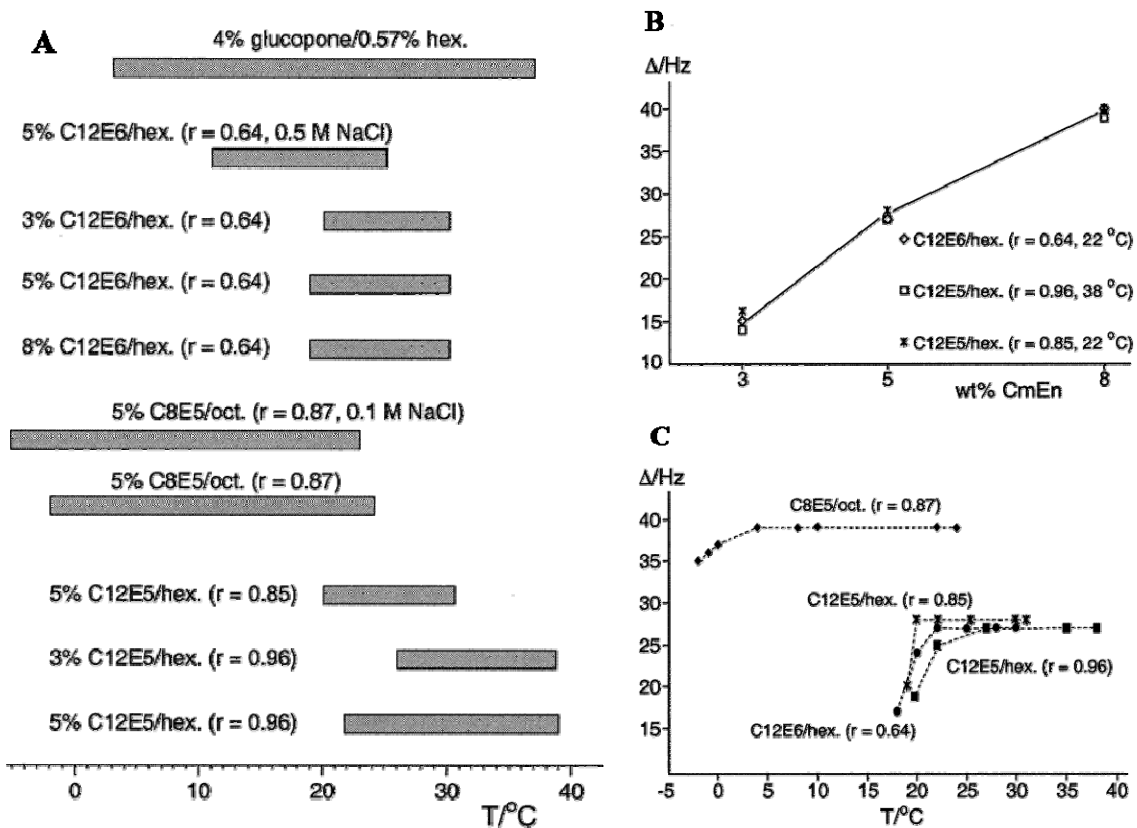 A
4% glucopone/0.57% hex.
5% C12E6/hex. (r = 0.64, 0.5 M NaCl)
3% C12E6/hex. (r = 0.64)
5% C12E6/hex. (r = 0.64)
8% C12E6/hex. (r = 0.64)
5% C8E5/oct. (r = 0.87, 0.1 M NaCl)
5% C8E5/oct. (r = 0.87)
5% C12E5/hex. (r = 0.85)
3% C12E5/hex. (r = 0.96)
5% C12E5/hex. (r = 0.96)
0 10 20 30 40
T/°C
B
Δ/Hz
40
35
30
25
20
15
10
C12E6/hex. (r = 0.64, 22 °C)
C12E5/hex. (r = 0.96, 38 °C)
C12E5/hex. (r = 0.85, 22 °C)
3 5 8
wt% CmEn
C
Δ/Hz
40
35
30
25
20
15
C8E5/oct. (r = 0.87)
C12E5/hex. (r = 0.85)
C12E5/hex. (r = 0.96)
C12E6/hex. (r = 0.64)
-5 0 5 10 15 20 25 30 35 40
T/°C